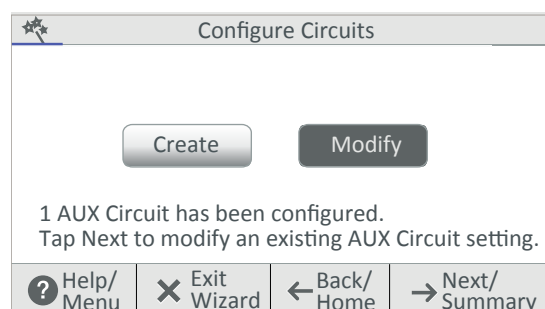 Configure Circuits
Create
Modify
1 AUX Circuit has been configured.
Tap Next to modify an existing AUX Circuit setting.
Help/
Menu
Exit
Wizard
Back/
Home
Next/
Summary